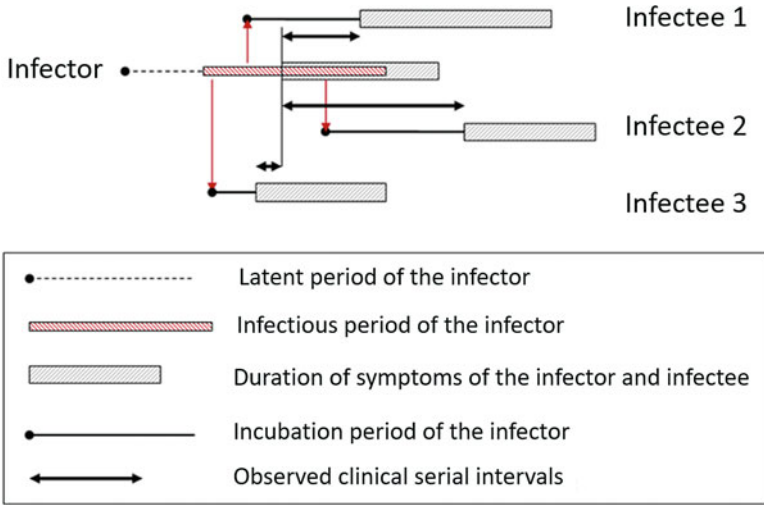 Infectee 1
Infector
Infectee 2
Infectee 3
Latent period of the infector
Infectious period of the infector
Duration of symptoms of the infector and infectee
Incubation period of the infector
Observed clinical serial intervals